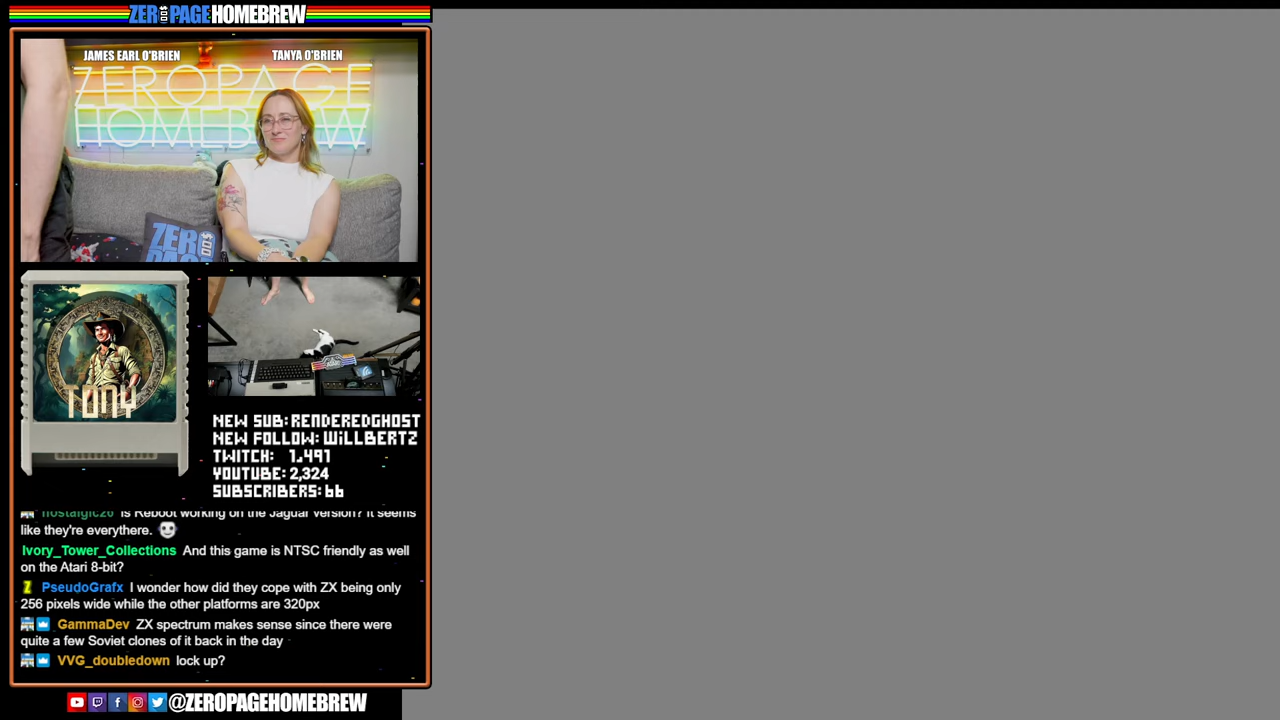 ZEROPAGE HOMEBREW
JAMES EARL O'BRIEN
TANYA O'BRIEN
ZEROPAGE
HOMEBREW
ZERO
PAGE
TONY
NEW SUB: RENDEREDGHOST
NEW FOLLOW: WILLBERTZ
TWITCH: 1,491
YOUTUBE: 2,324
SUBSCRIBERS: 66
nostalgic26 Is Reboot working on the Jaguar version? It seems
like they're everywhere.
Ivory_Tower_Collections And this game is NTSC friendly as well
on the Atari 8-bit?
PseudoGrafx I wonder how did they cope with ZX being only
256 pixels wide while the other platforms are 320px
GammaDev ZX spectrum makes sense since there were
quite a few Soviet clones of it back in the day
VVG_doubledown lock up?
@ZEROPAGEHOMEBREW